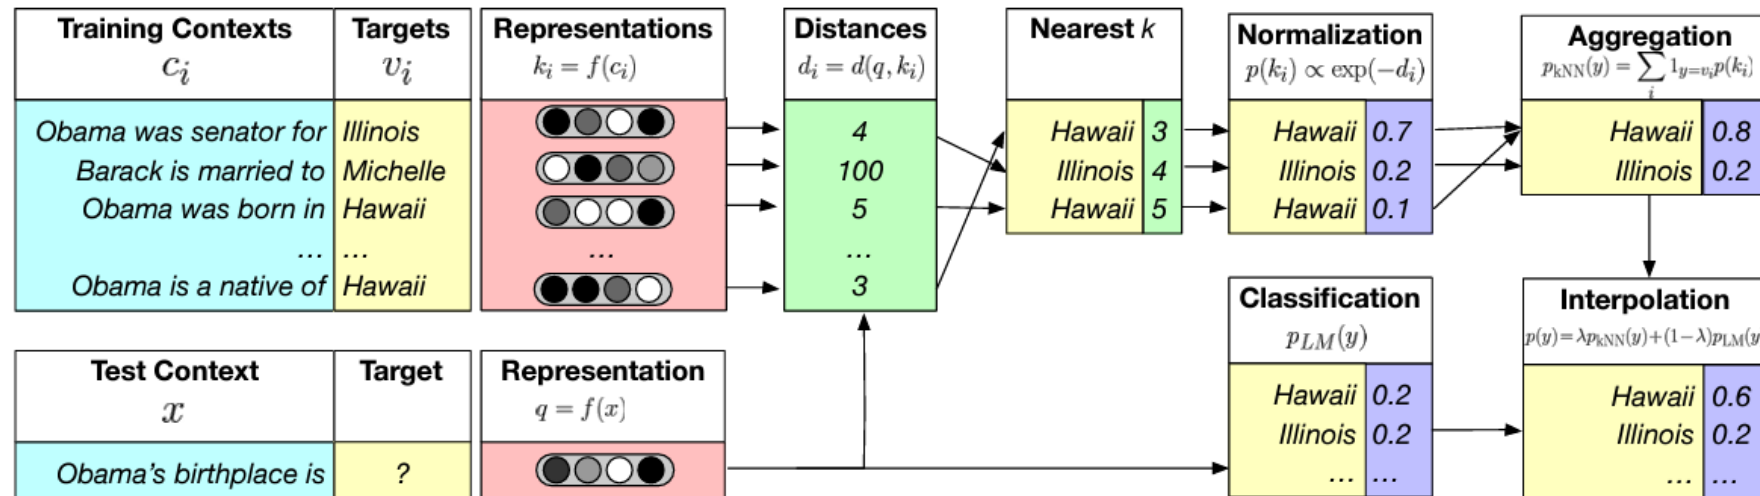 Training Contexts
c_i
Targets
v_i
Obama was senator for Illinois
Barack is married to Michelle
Obama was born in Hawaii
... ...
Obama is a native of Hawaii
Representations
k_i = f(c_i)
...
Distances
d_i = d(q, k_i)
4
100
5
...
3
Nearest k
Hawaii 3
Illinois 4
Hawaii 5
Normalization
p(k_i) ∝ exp(−d_i)
Hawaii 0.7
Illinois 0.2
Hawaii 0.1
Aggregation
p_kNN(y) = ∑_i 1_{y=v_i} p(k_i)
Hawaii 0.8
Illinois 0.2
Test Context
x
Target
Obama's birthplace is ?
Representation
q = f(x)
Classification
p_LM(y)
Hawaii 0.2
Illinois 0.2
... ...
Interpolation
p(y) = λp_kNN(y) + (1−λ)p_LM(y
Hawaii 0.6
Illinois 0.2
... ...